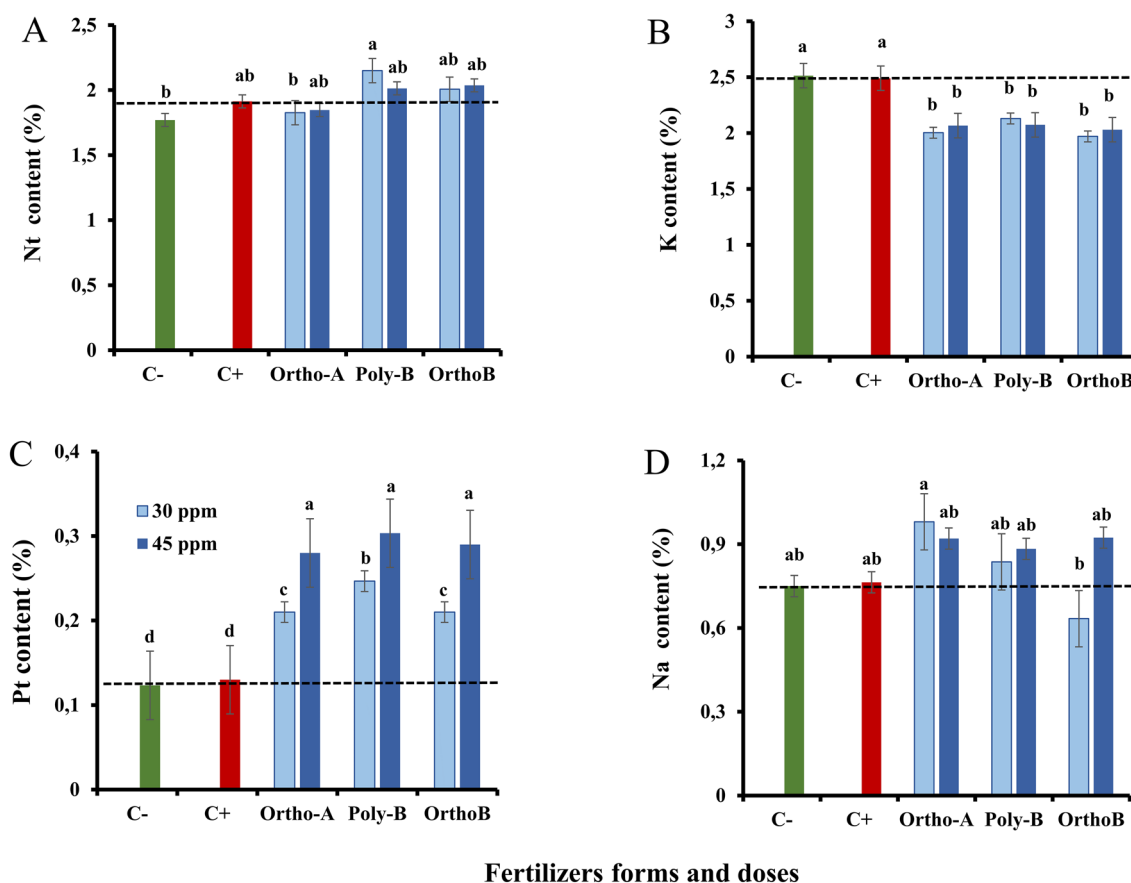 A
Nt content (%)
2,5
2
1,5
1
0,5
0
b
ab
b
ab
a
ab
ab
ab
C-
C+
Ortho-A
Poly-B
OrthoB
B
K content (%)
3
2.5
2
1.5
1
0.5
0
a
a
b
b
b
b
b
b
C-
C+
Ortho-A
Poly-B
OrthoB
C
Pt content (%)
0,4
0,3
0,2
0,1
0
30 ppm
45 ppm
d
d
c
a
b
a
c
a
C-
C+
Ortho-A
Poly-B
OrthoB
D
Na content (%)
1,2
0,9
0,6
0,3
0
ab
ab
a
ab
ab
ab
b
ab
C-
C+
Ortho-A
Poly-B
OrthoB
Fertilizers forms and doses